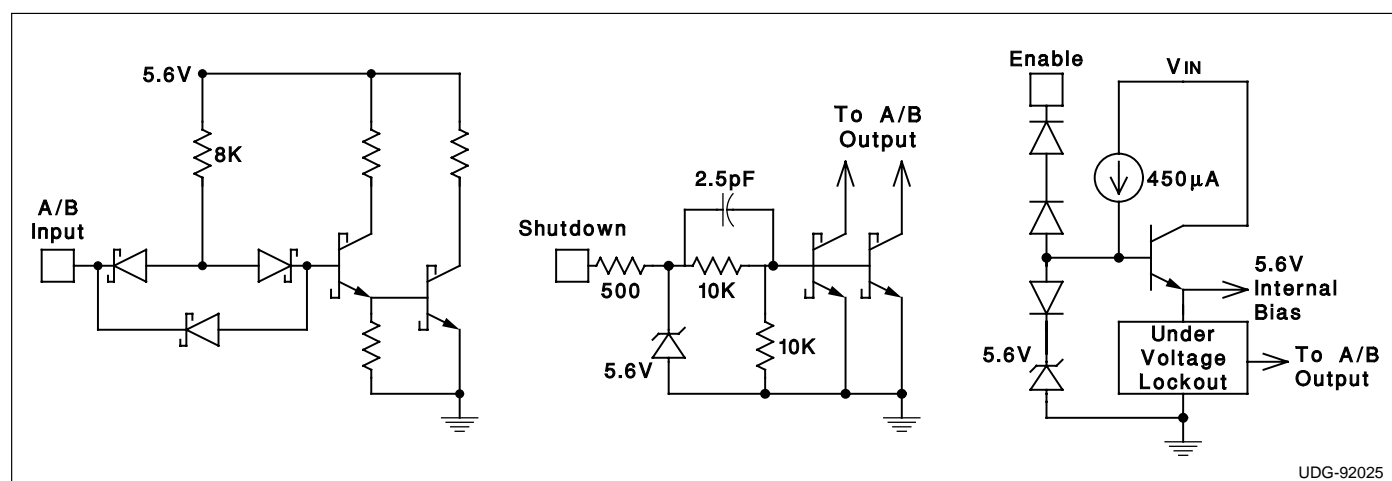 5.6V
8K
A/B
Input
Shutdown
500
2.5pF
10K
5.6V
10K
To A/B
Output
Enable
VIN
450μA
5.6V
5.6V
Internal
Bias
Under
Voltage
Lockout
To A/B
Output
UDG-92025